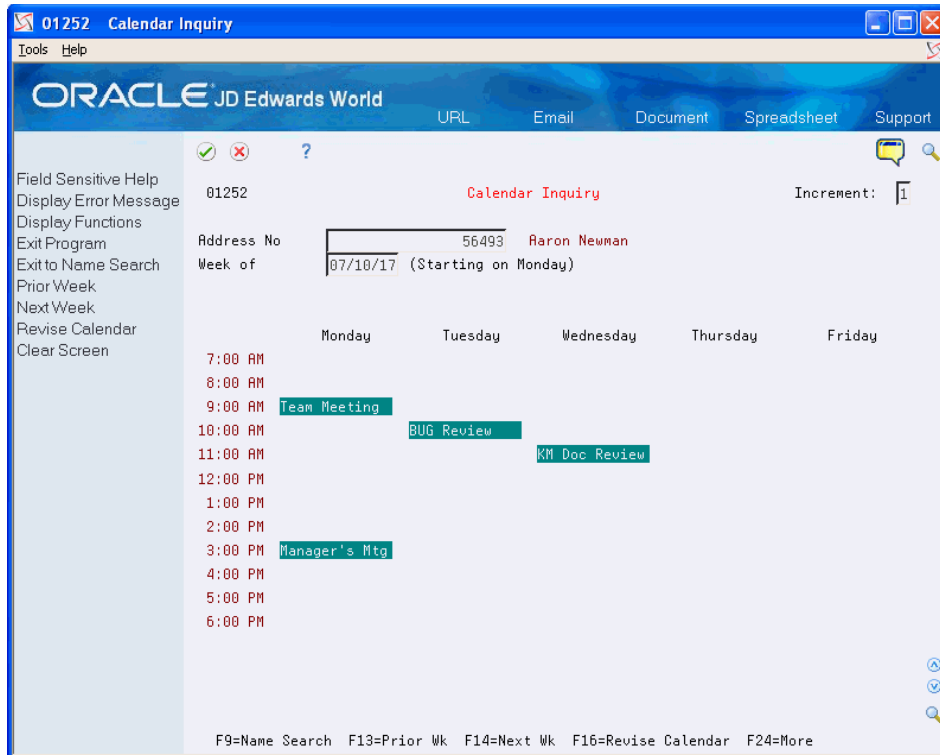 01252 Calendar Inquiry
Tools Help
ORACLE JD Edwards World
URL Email Document Spreadsheet Support
?
Field Sensitive Help
Display Error Message
Display Functions
Exit Program
Exit to Name Search
Prior Week
Next Week
Revise Calendar
Clear Screen
01252 Calendar Inquiry Increment: 1
Address No 56493 Aaron Newman
Week of 07/10/17 (Starting on Monday)
Monday Tuesday Wednesday Thursday Friday
7:00 AM
8:00 AM
9:00 AM Team Meeting
10:00 AM BUG Review
11:00 AM KM Doc Review
12:00 PM
1:00 PM
2:00 PM
3:00 PM Manager's Mtg
4:00 PM
5:00 PM
6:00 PM
F9=Name Search F13=Prior Wk F14=Next Wk F16=Revise Calendar F24=More